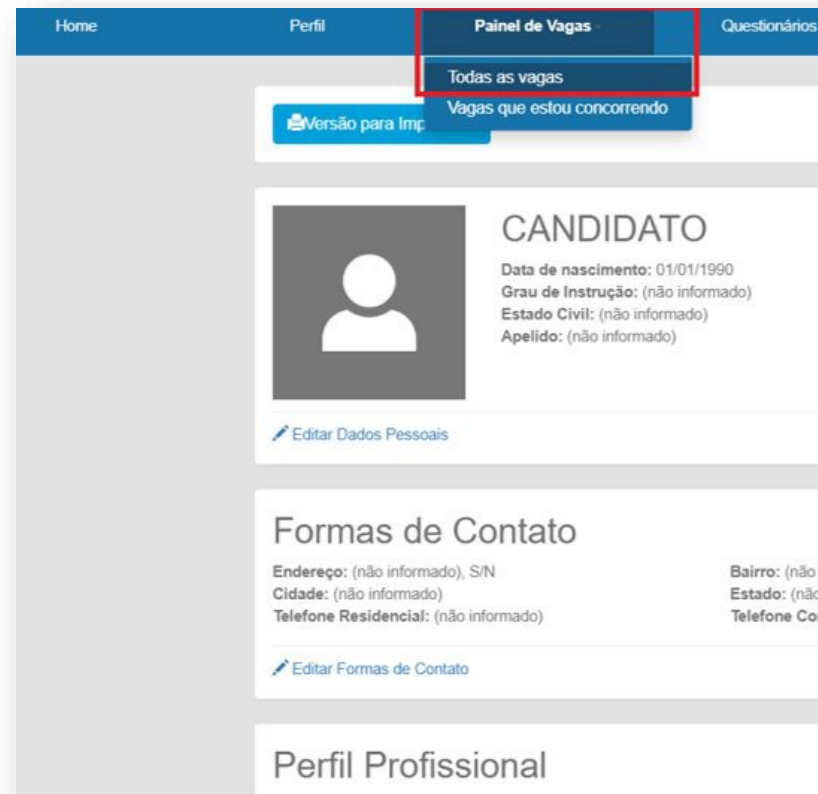 Home Perfil Painel de Vagas Questionários
Todas as vagas
Vagas que estou concorrendo
Versão para
CANDIDATO
Data de nascimento: 01/01/1990
Grau de Instrução: (não informado)
Estado Civil: (não informado)
Apelido: (não informado)
Editar Dados Pessoais
Formas de Contato
Endereço: (não informado), S/N Bairro: (não
Cidade: (não informado) Estado:
Telefone Residencial: (não informado) Telefone
Editar Formas de Contato
Perfil Profissional